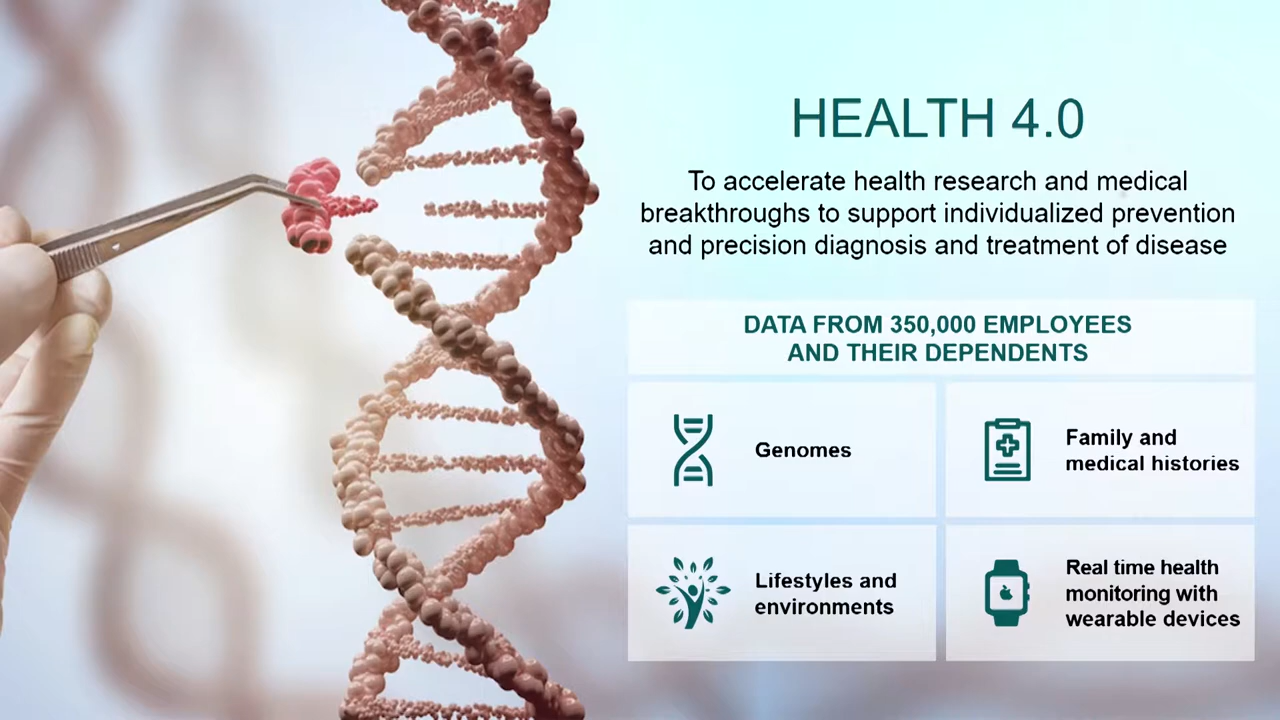 HEALTH 4.0
To accelerate health research and medical
breakthroughs to support individualized prevention
and precision diagnosis and treatment of disease
DATA FROM 350,000 EMPLOYEES
AND THEIR DEPENDENTS
Genomes
Family and
medical histories
Lifestyles and
environments
Real time health
monitoring with
wearable devices